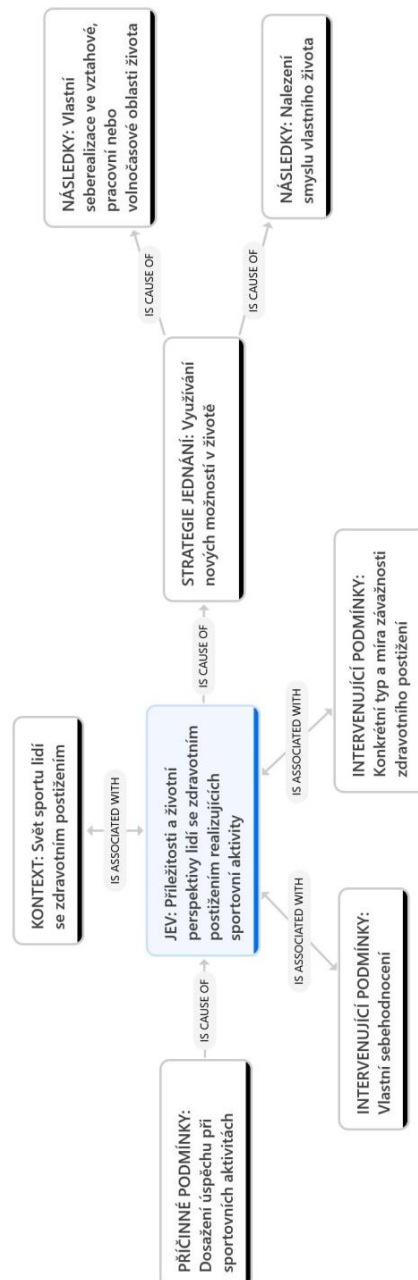 PŘÍČINNÉ PODMÍNKY:
Dosažení úspěchu při
sportovních aktivitách
IS CAUSE OF
KONTEXT: Svět sportu lidí
se zdravotním postižením
IS ASSOCIATED WITH
JEV: Příležitosti a životní
perspektivy lidí se zdravotním
postižením realizujících
sportovní aktivity
IS ASSOCIATED WITH
INTERVENUJÍCÍ PODMÍNKY:
Vlastní sebehodnocení
IS ASSOCIATED WITH
INTERVENUJÍCÍ PODMÍNKY:
Konkrétní typ a míra závažnosti
zdravotního postižení
IS CAUSE OF
STRATEGIE JEDNÁNÍ: Využívání
nových možností v životě
IS CAUSE OF
NÁSLEDKY: Vlastní
seberealizace ve vztahové,
pracovní nebo
volnočasové oblasti života
IS CAUSE OF
NÁSLEDKY: Nalezení
smyslu vlastního života